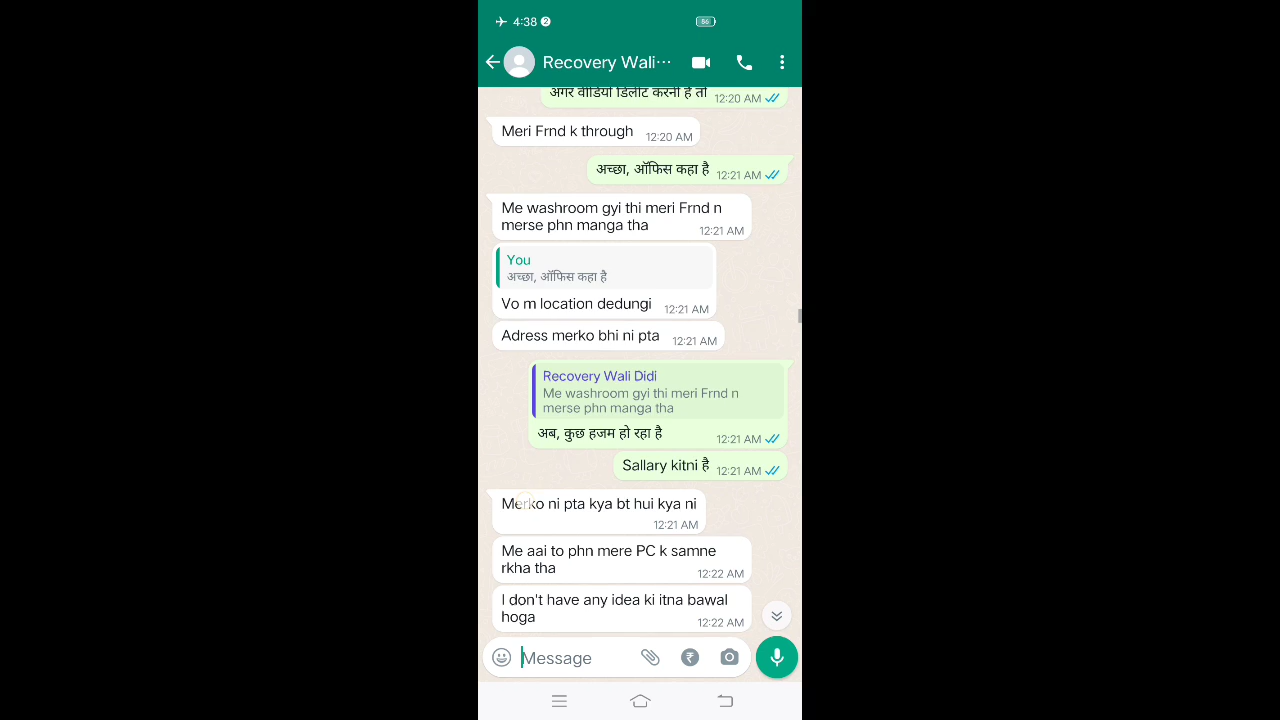 4:38 2 56
Recovery Wali...
अगर वीडियो डिलीट करनी है तो 12:20 AM
Meri Frnd k through 12:20 AM
अच्छा, ऑफिस कहा है 12:21 AM
Me washroom gyi thi meri Frnd n
merse phn manga tha 12:21 AM
You
अच्छा, ऑफिस कहा है
Vo m location dedungi 12:21 AM
Adress merko bhi ni pta 12:21 AM
Recovery Wali Didi
Me washroom gyi thi meri Frnd n
merse phn manga tha
अब, कुछ हजम हो रहा है 12:21 AM
Sallary kitni है 12:21 AM
Merko ni pta kya bt hui kya ni
12:21 AM
Me aai to phn mere PC k samne
rkha tha 12:22 AM
I don't have any idea ki itna bawal
hoga 12:22 AM
Message